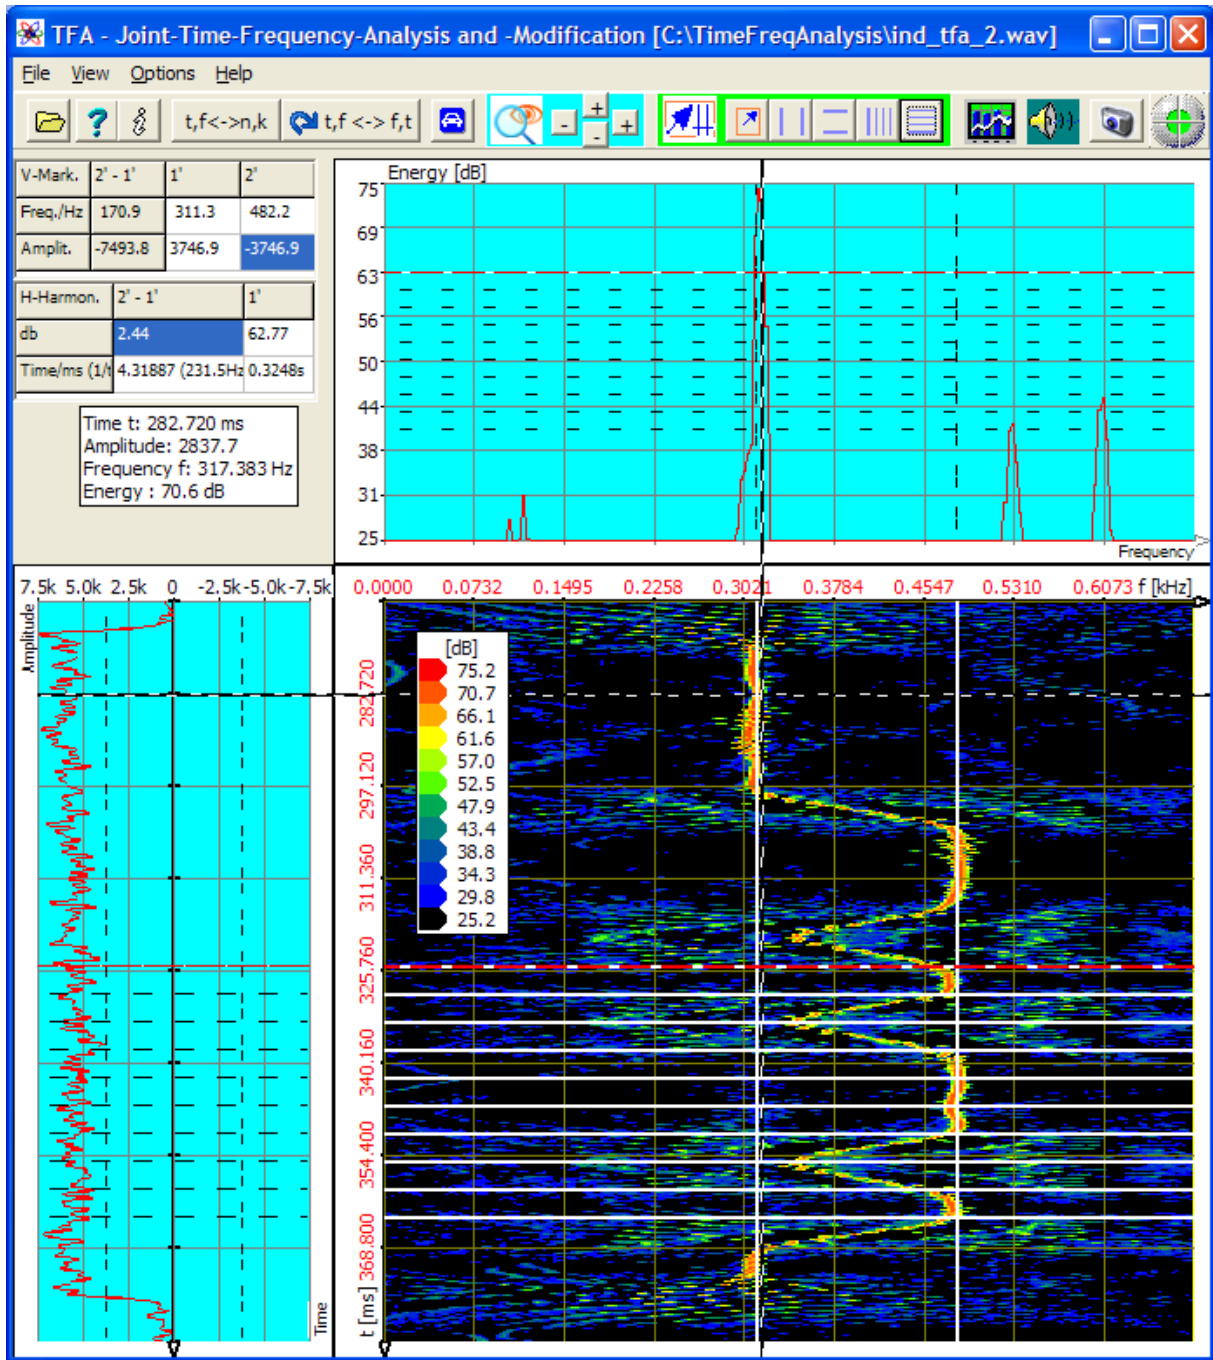 TFA - Joint-Time-Frequency-Analysis and -Modification [C:\TimeFreqAnalysis\ind_tfa_2.wav]
File View Options Help
t,f<->n,k t,f <-> f,t
V-Mark. 2' - 1' 1' 2'
Freq./Hz 170.9 311.3 482.2
Amplit. -7493.8 3746.9 -3746.9
H-Harmon. 2' - 1' 1'
db 2.44 62.77
Time/ms (1/t 4.31887 (231.5Hz 0.3248s
Time t: 282.720 ms
Amplitude: 2837.7
Frequency f: 317.383 Hz
Energy : 70.6 dB
Energy [dB]
75
69
63
56
50
44
38
31
25
Frequency
7.5k 5.0k 2.5k 0 -2.5k -5.0k -7.5k
Amplitude
Time
0.0000 0.0732 0.1495 0.2258 0.3021 0.3784 0.4547 0.5310 0.6073 f [kHz]
[dB]
75.2
70.7
66.1
61.6
57.0
52.5
47.9
43.4
38.8
34.3
29.8
25.2
282.720
297.120
311.360
325.760
340.160
354.400
368.800
t [ms]